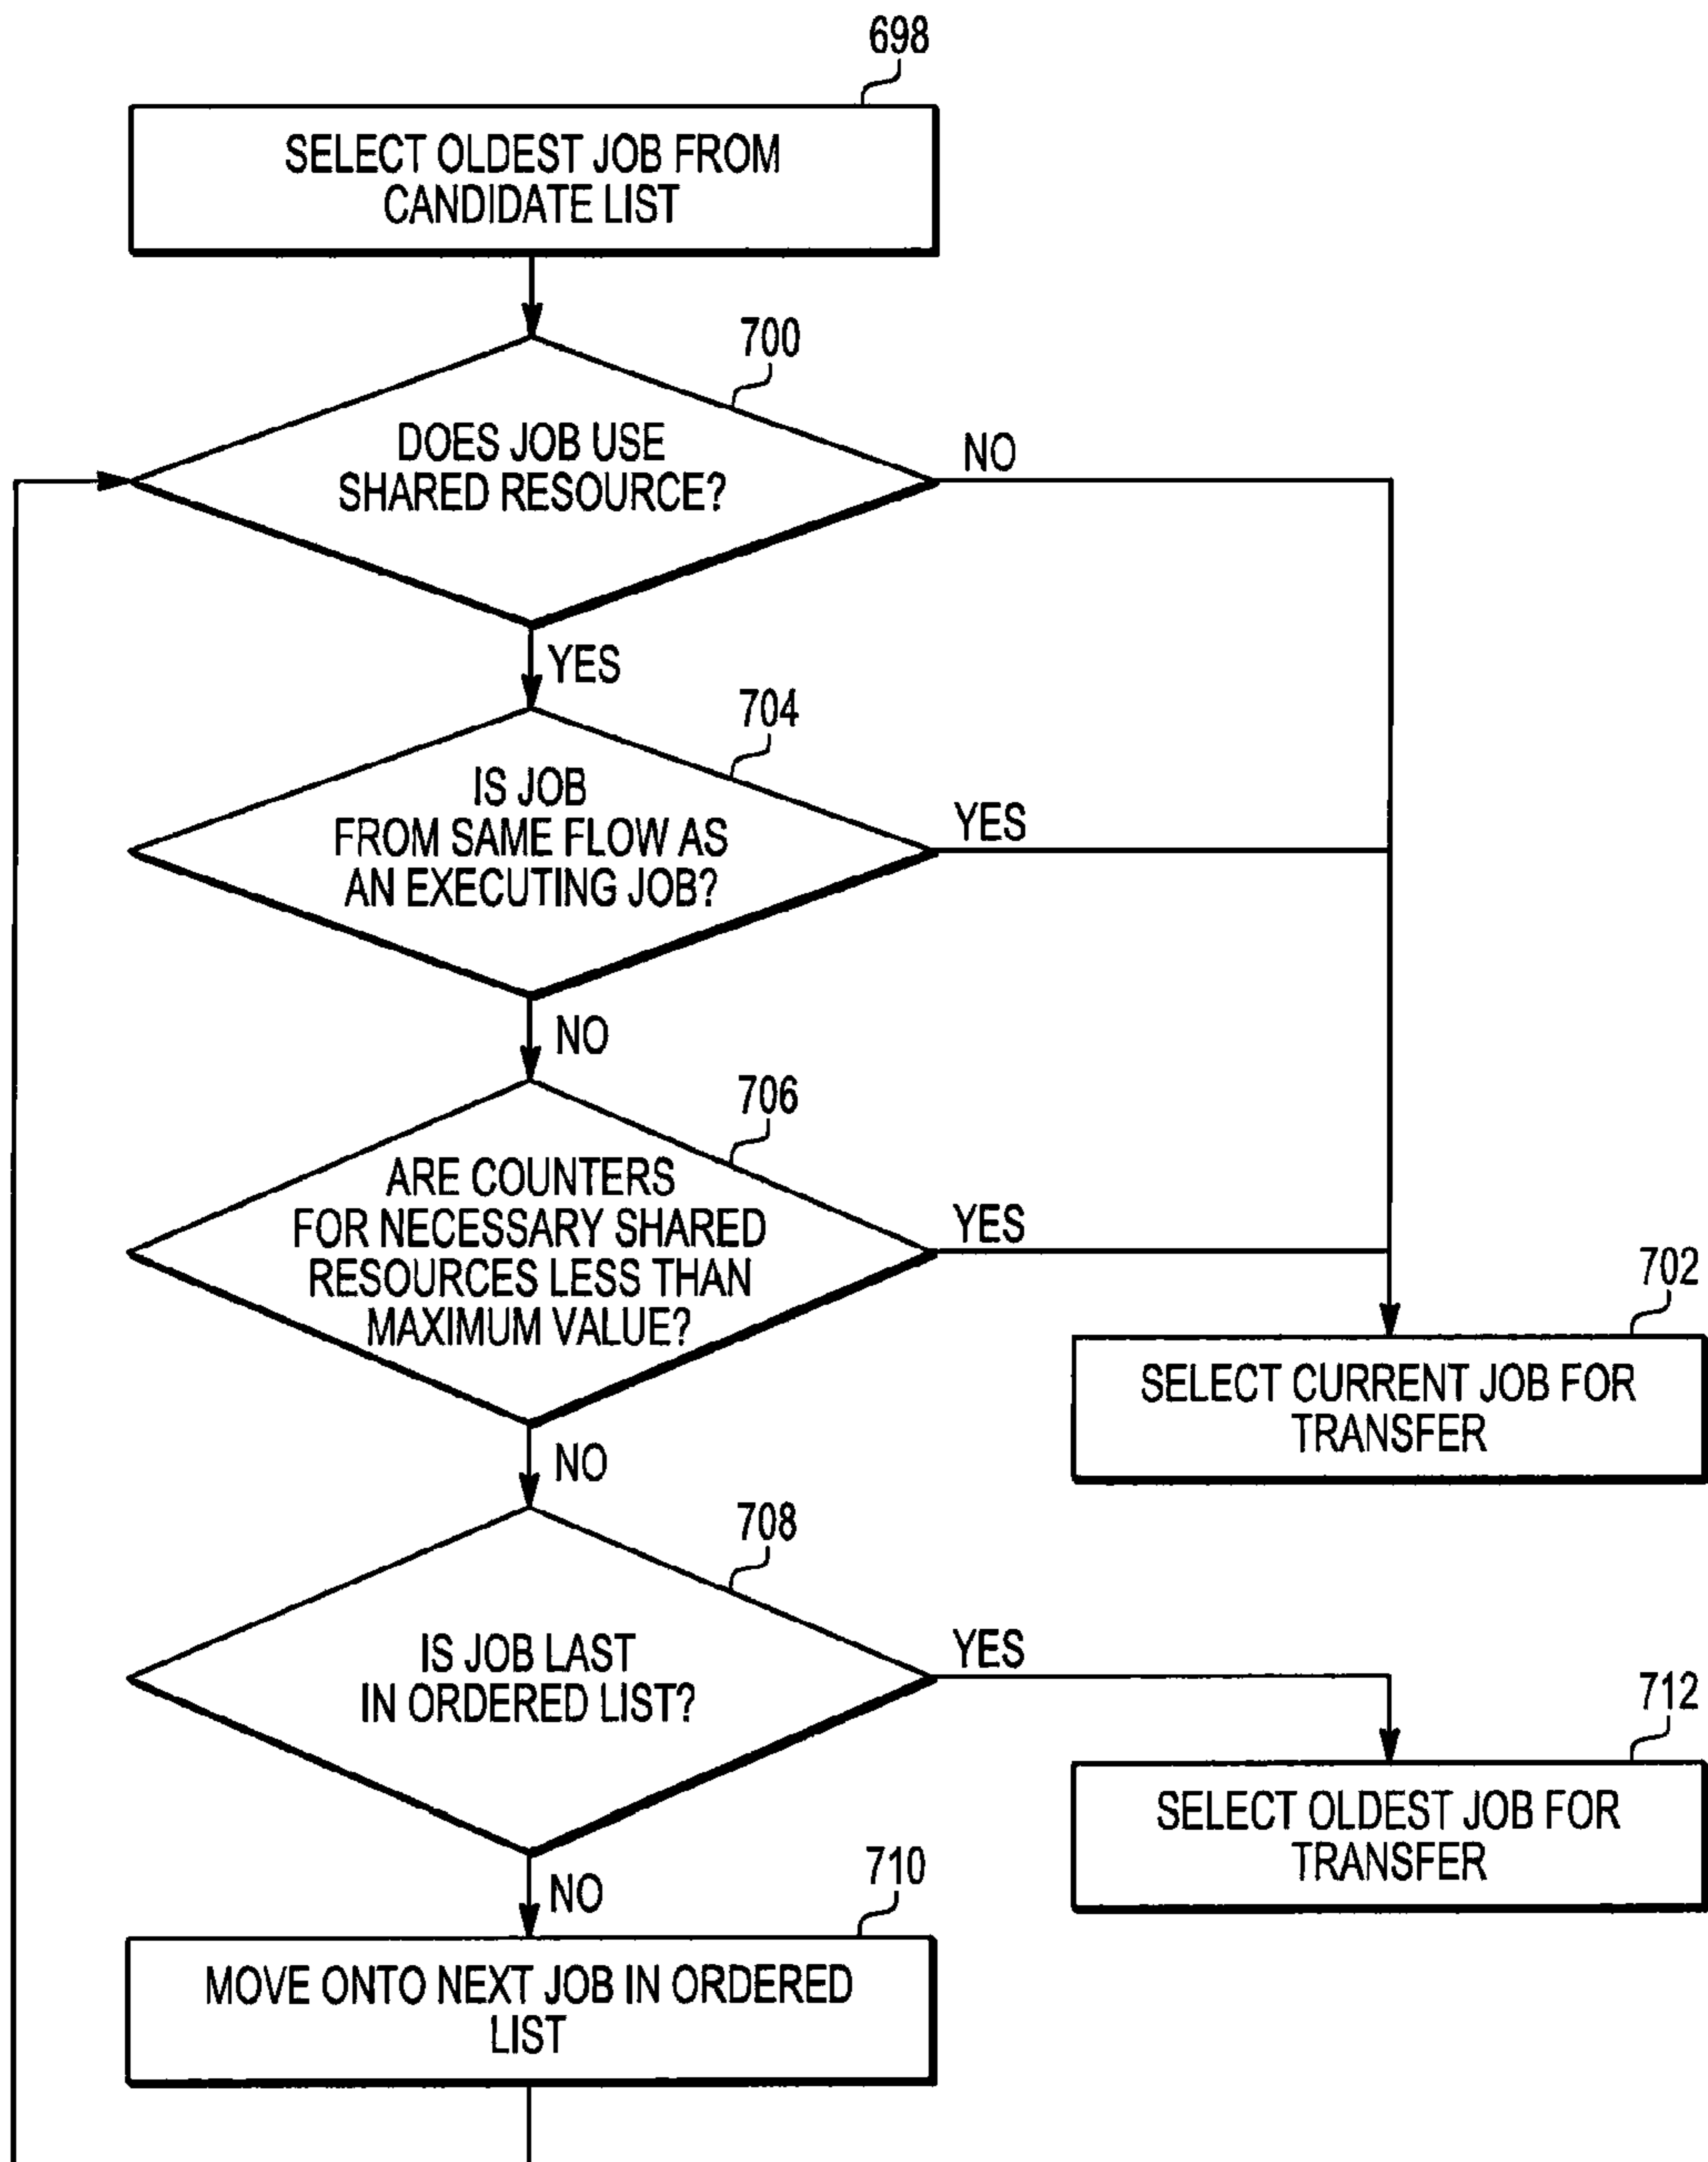 698
SELECT OLDEST JOB FROM
CANDIDATE LIST
700
DOES JOB USE
SHARED RESOURCE?
NO
YES
704
IS JOB
FROM SAME FLOW AS
AN EXECUTING JOB?
YES
NO
706
ARE COUNTERS
FOR NECESSARY SHARED
RESOURCES LESS THAN
MAXIMUM VALUE?
YES
702
SELECT CURRENT JOB FOR
TRANSFER
NO
708
IS JOB LAST
IN ORDERED LIST?
YES
712
SELECT OLDEST JOB FOR
TRANSFER
NO
710
MOVE ONTO NEXT JOB IN ORDERED
LIST